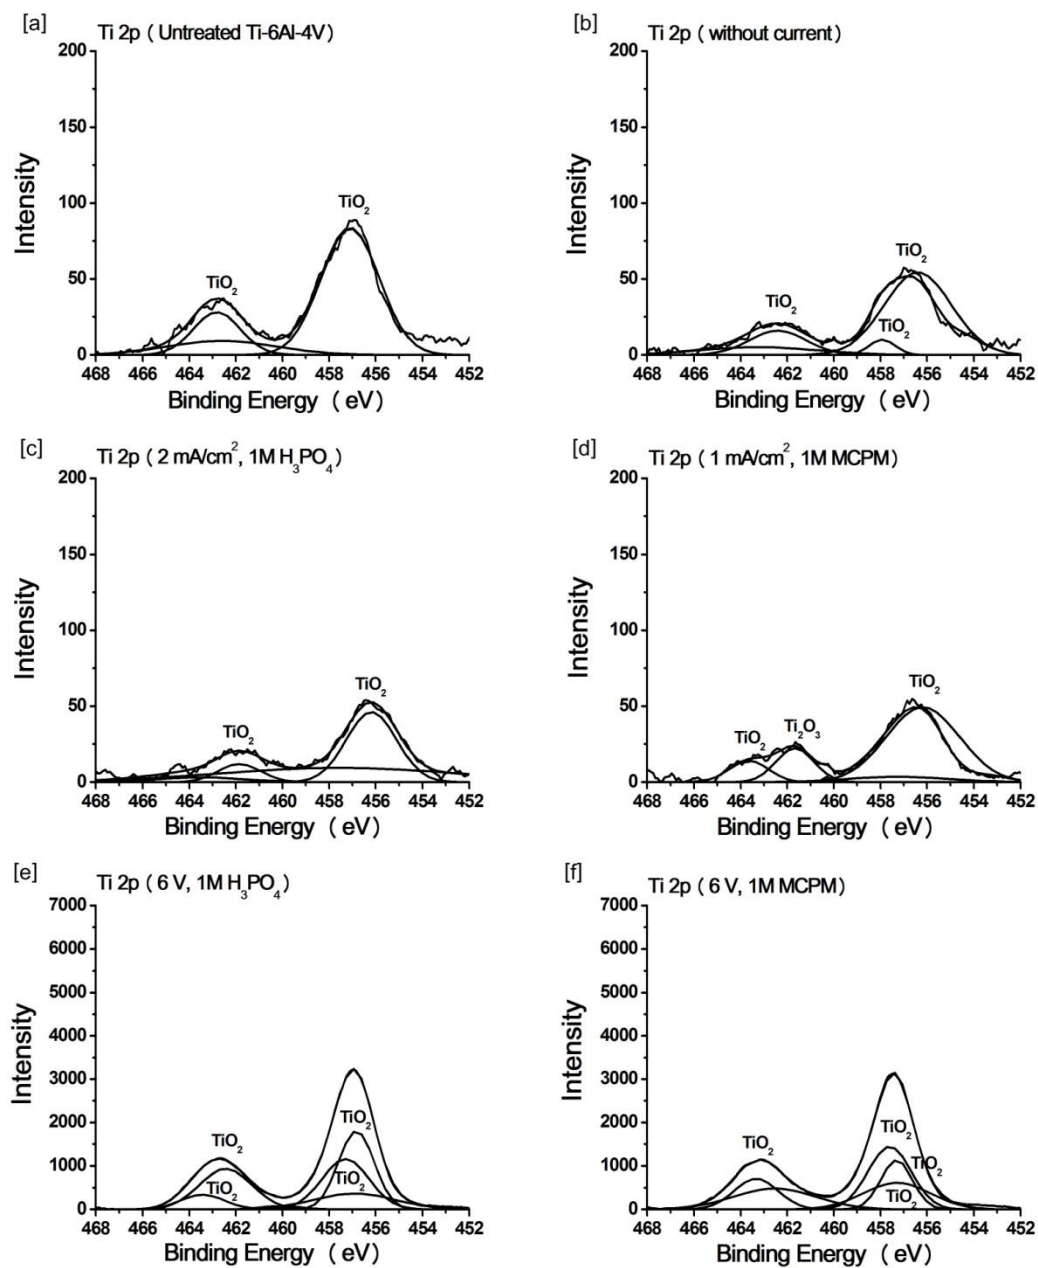 [a]
Ti 2p ( Untreated Ti-6Al-4V)
200
150
100
50
0
Intensity
TiO2
TiO2
468 466 464 462 460 458 456 454 452
Binding Energy ( eV)
[b]
Ti 2p ( without current)
200
150
100
50
0
Intensity
TiO2
TiO2
TiO2
468 466 464 462 460 458 456 454 452
Binding Energy ( eV)
[c]
Ti 2p ( 2 mA/cm2, 1M H3PO4)
200
150
100
50
0
Intensity
TiO2
TiO2
468 466 464 462 460 458 456 454 452
Binding Energy ( eV)
[d]
Ti 2p ( 1 mA/cm2, 1M MCPM)
200
150
100
50
0
Intensity
TiO2
TiO2 Ti2O3
468 466 464 462 460 458 456 454 452
Binding Energy ( eV)
[e]
Ti 2p ( 6 V, 1M H3PO4)
7000
6000
5000
4000
3000
2000
1000
0
Intensity
TiO2
TiO2
TiO2
TiO2
468 466 464 462 460 458 456 454 452
Binding Energy ( eV)
[f]
Ti 2p ( 6 V, 1M MCPM)
7000
6000
5000
4000
3000
2000
1000
0
Intensity
TiO2
TiO2
TiO2
TiO2
468 466 464 462 460 458 456 454 452
Binding Energy ( eV)